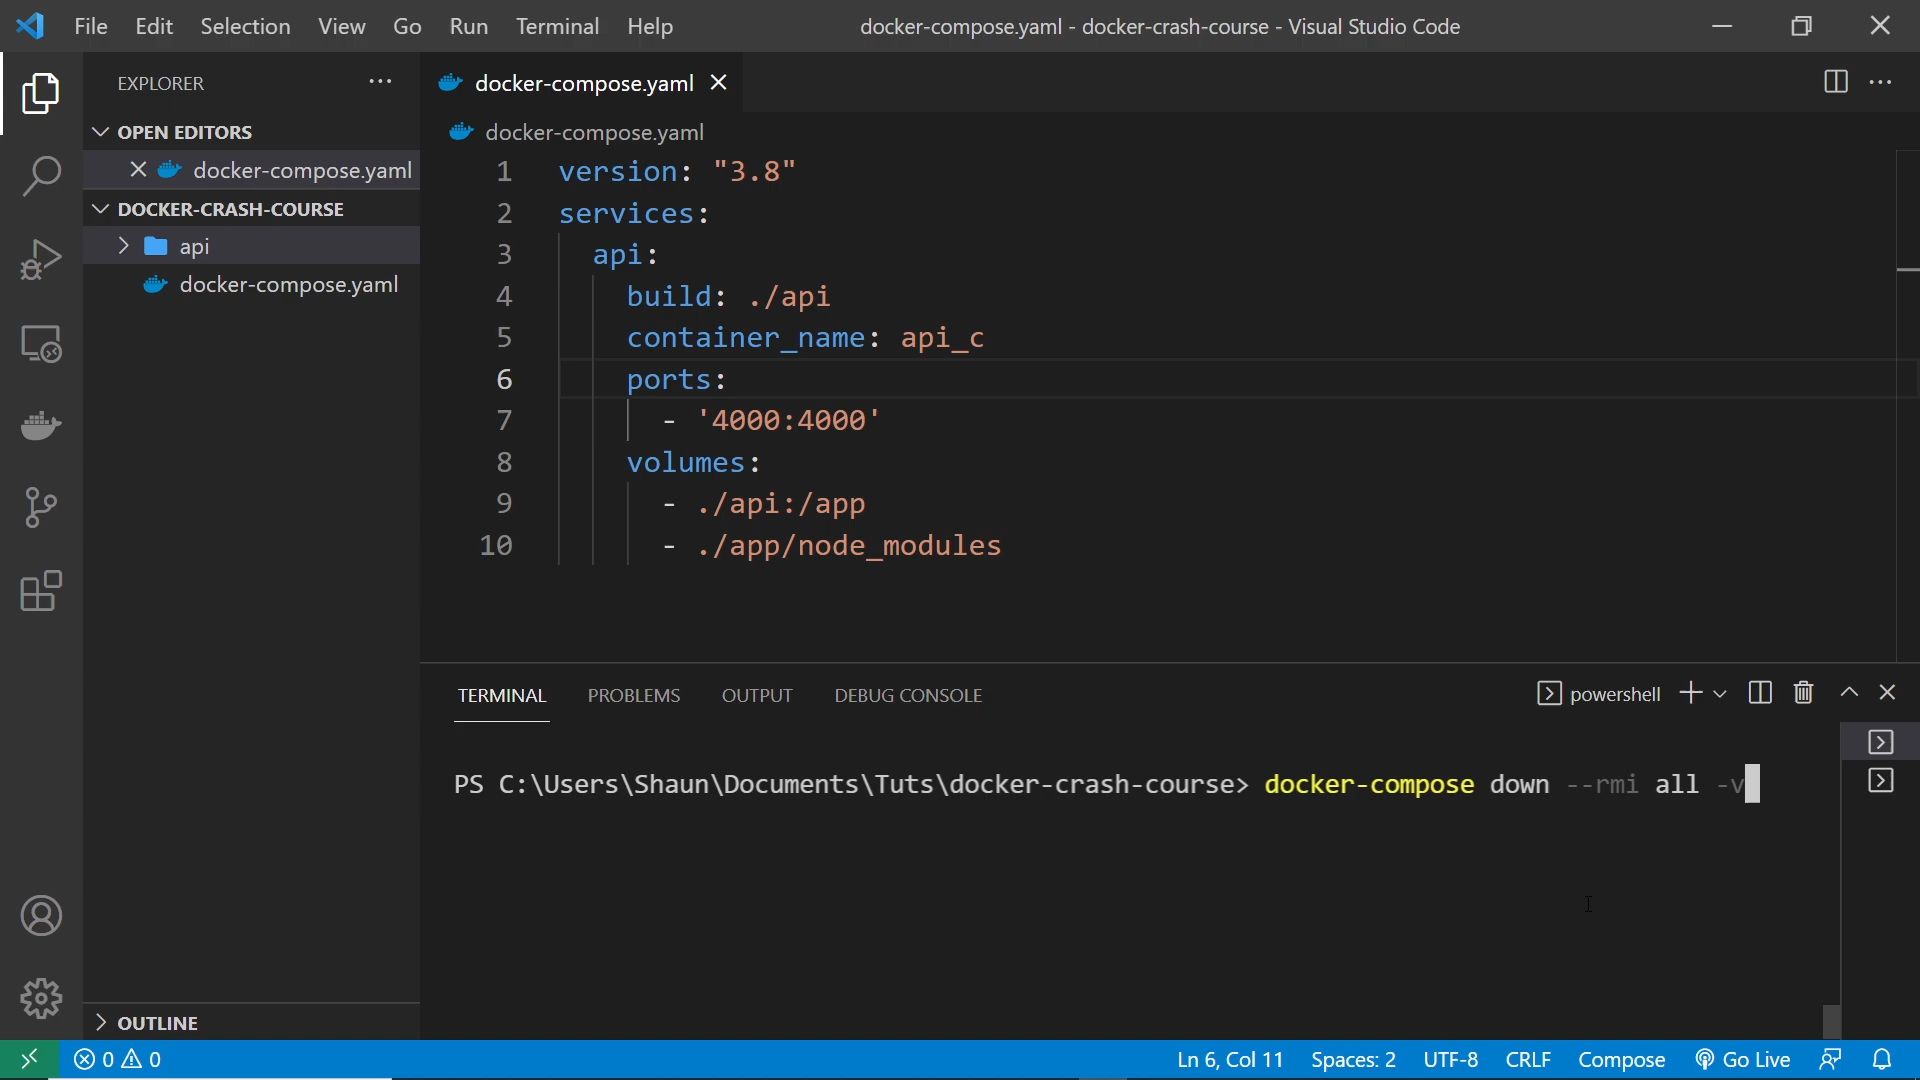 File Edit Selection View Go Run Terminal Help docker-compose.yaml - docker-crash-course - Visual Studio Code
EXPLORER
OPEN EDITORS
docker-compose.yaml
DOCKER-CRASH-COURSE
api
docker-compose.yaml
OUTLINE
docker-compose.yaml
docker-compose.yaml
1 version: "3.8"
2 services:
3 api:
4 build: ./api
5 container_name: api_c
6 ports:
7 - '4000:4000'
8 volumes:
9 - ./api:/app
10 - ./app/node_modules
TERMINAL PROBLEMS OUTPUT DEBUG CONSOLE powershell
PS C:\Users\Shaun\Documents\Tuts\docker-crash-course> docker-compose down --rmi all -v
0 0 Ln 6, Col 11 Spaces: 2 UTF-8 CRLF Compose Go Live